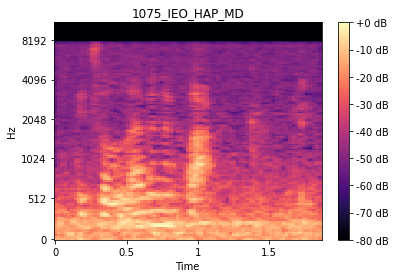 1075_IEO_HAP_MD
8192
4096
2048
1024
512
0
Hz
0
0.5
1
1.5
Time
+0 dB
-10 dB
-20 dB
-30 dB
-40 dB
-50 dB
-60 dB
-70 dB
-80 dB